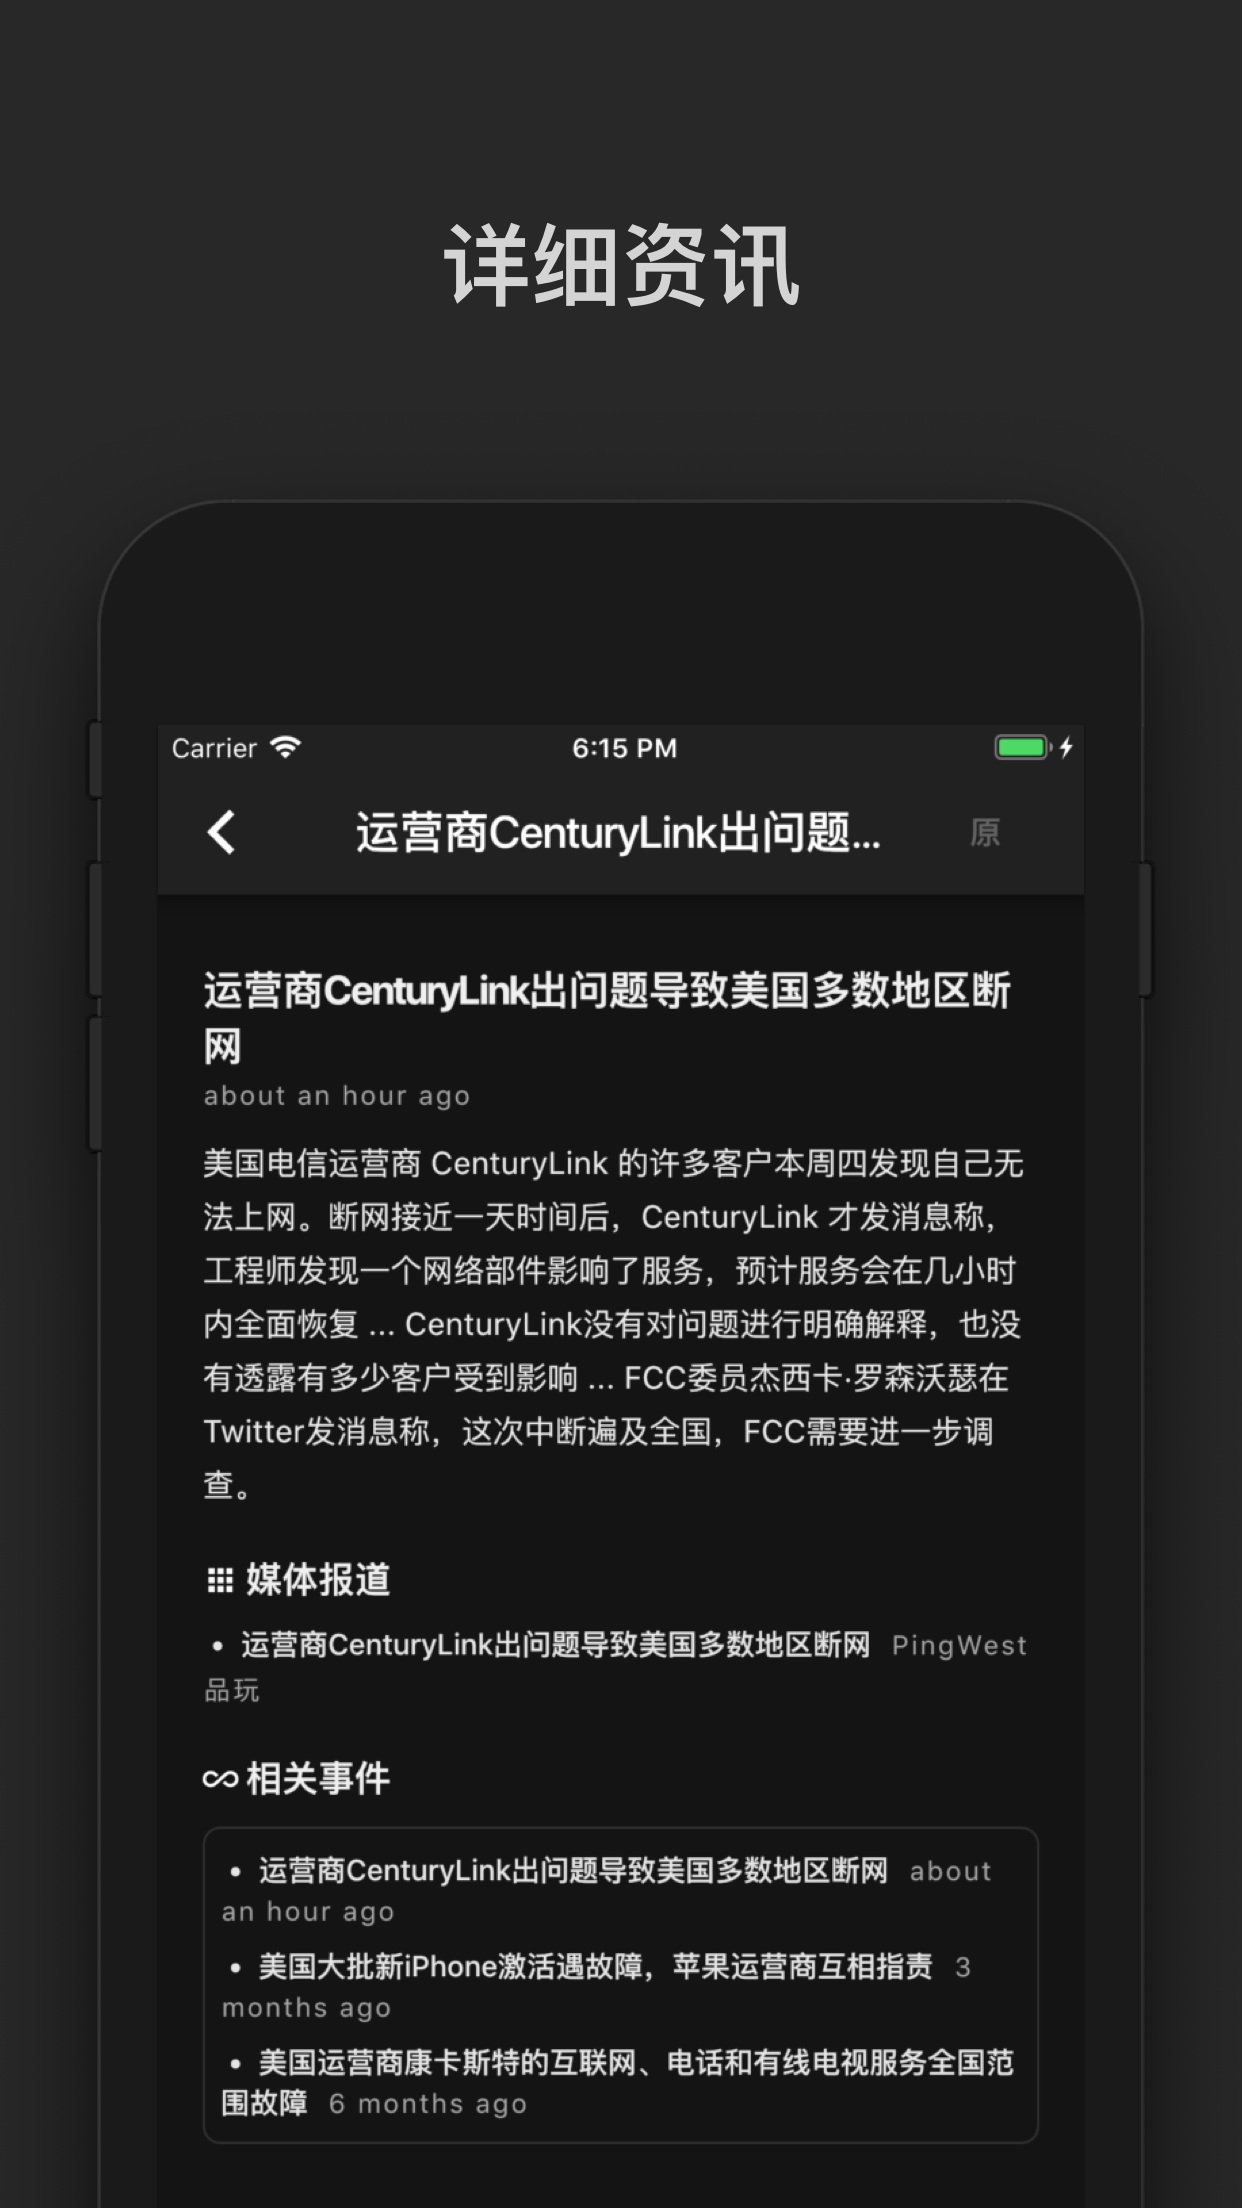 详细资讯
Carrier 6:15 PM
运营商CenturyLink出问题... 原
运营商CenturyLink出问题导致美国多数地区断
网
about an hour ago
美国电信运营商 CenturyLink 的许多客户本周四发现自己无
法上网。断网接近一天时间后，CenturyLink 才发消息称，
工程师发现一个网络部件影响了服务，预计服务会在几小时
内全面恢复 ... CenturyLink没有对问题进行明确解释，也没
有透露有多少客户受到影响 ... FCC委员杰西卡·罗森沃瑟在
Twitter发消息称，这次中断遍及全国，FCC需要进一步调
查。
媒体报道
• 运营商CenturyLink出问题导致美国多数地区断网 PingWest
品玩
相关事件
• 运营商CenturyLink出问题导致美国多数地区断网 about
an hour ago
• 美国大批新iPhone激活遇故障，苹果运营商互相指责 3
months ago
• 美国运营商康卡斯特的互联网、电话和有线电视服务全国范
围故障 6 months ago